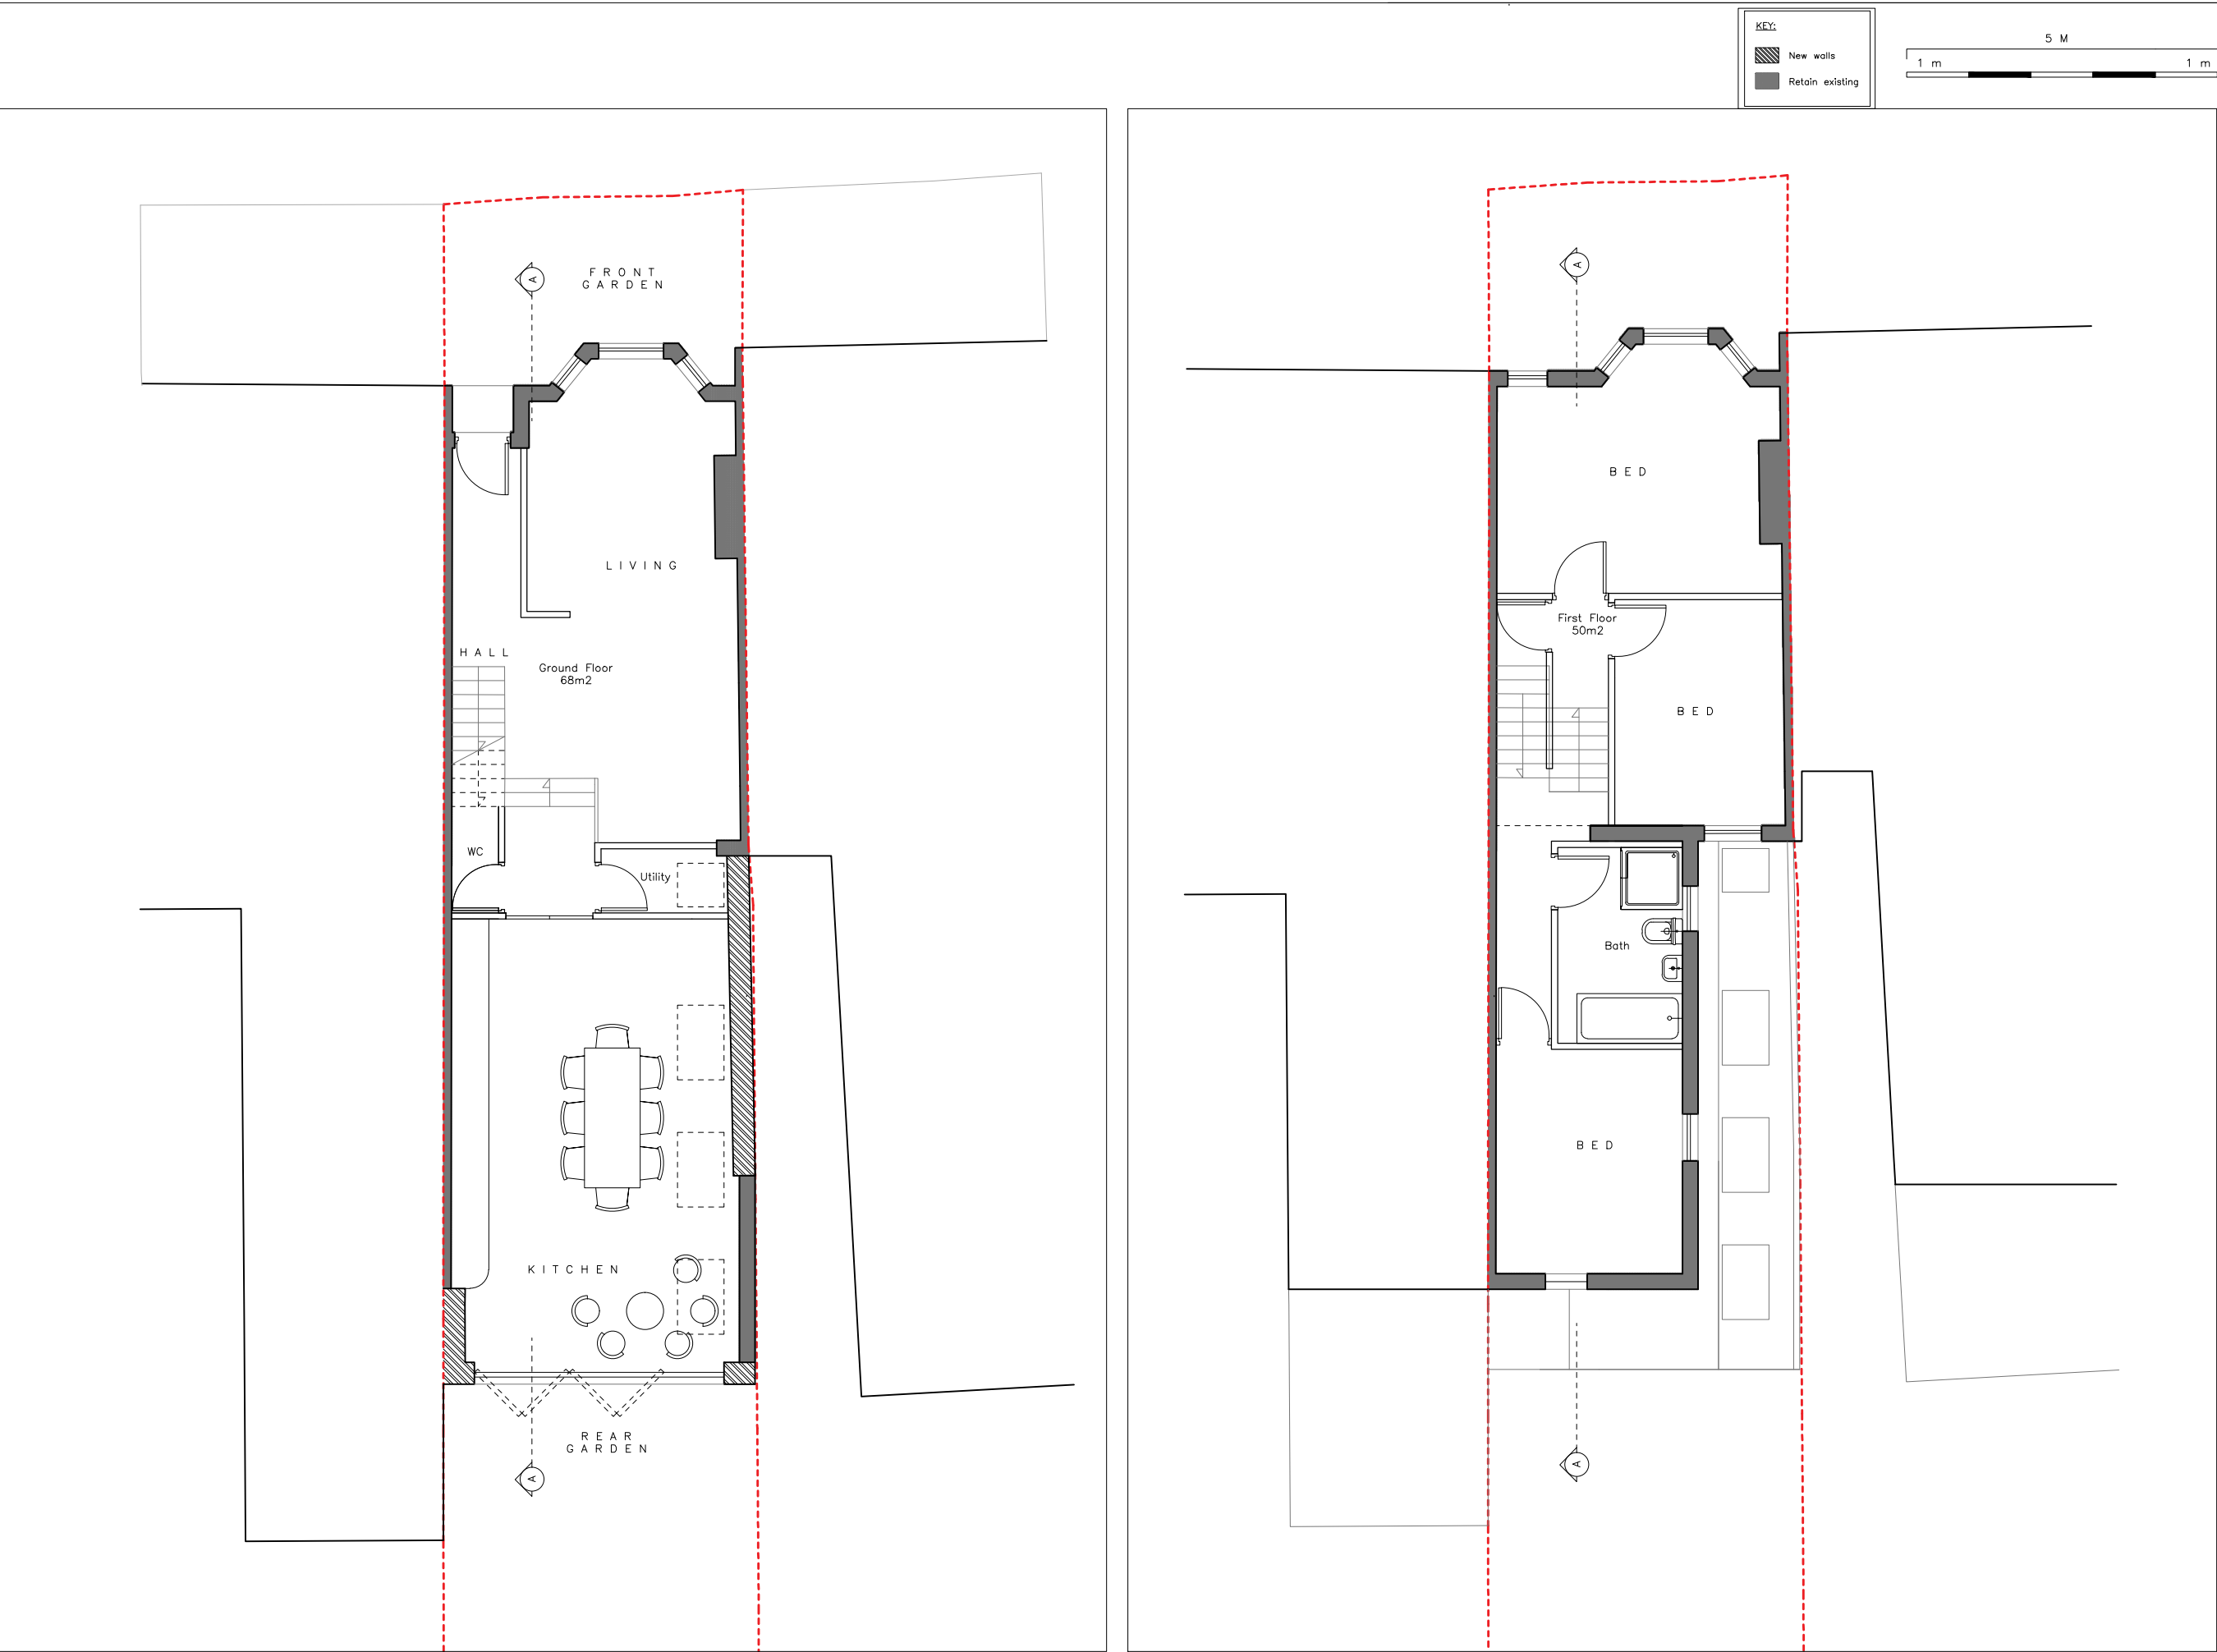 KEY:
New walls
Retain existing
5 M
1 m
1 m
A
FRONT
GARDEN
LIVING
HALL
Ground Floor
68m2
WC
Utility
KITCHEN
REAR
GARDEN
A
A
BED
First Floor
50m2
BED
Bath
BED
A